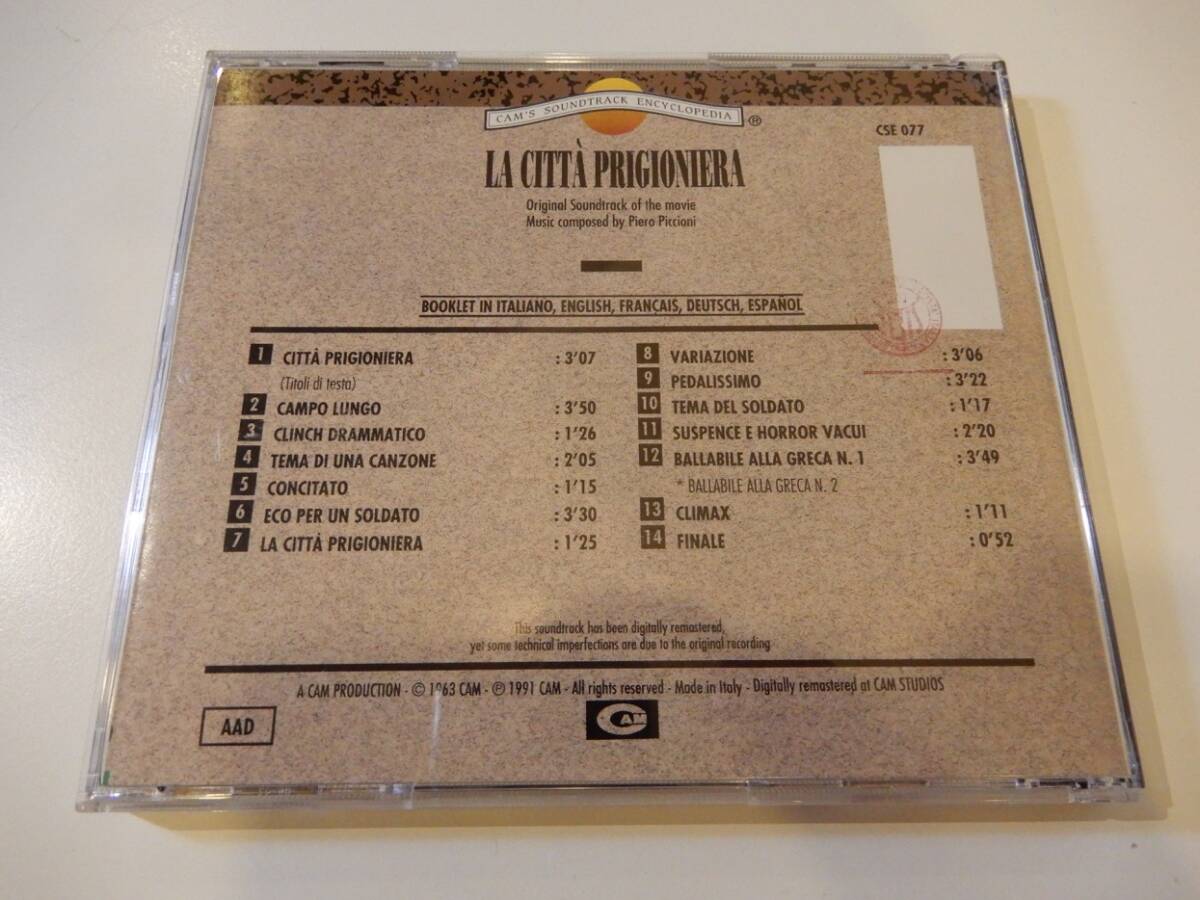 CAM'S SOUNDTRACK ENCYCLOPEDIA ®
CSE 077
LA CITTÀ PRIGIONIERA
Original Soundtrack of the movie
Music composed by Piero Piccioni
BOOKLET IN ITALIANO, ENGLISH, FRANÇAIS, DEUTSCH, ESPAÑOL
1 CITTÀ PRIGIONIERA : 3'07
(Titoli di testa)
2 CAMPO LUNGO : 3'50
3 CLINCH DRAMMATICO : 1'26
4 TEMA DI UNA CANZONE : 2'05
5 CONCITATO : 1'15
6 ECO PER UN SOLDATO : 3'30
7 LA CITTÀ PRIGIONIERA : 1'25
8 VARIAZIONE : 3'06
9 PEDALISSIMO : 3'22
10 TEMA DEL SOLDATO : 1'17
11 SUSPENCE E HORROR VACUI : 2'20
12 BALLABILE ALLA GRECA N. 1 : 3'49
* BALLABILE ALLA GRECA N. 2
13 CLIMAX : 1'11
14 FINALE : 0'52
This soundtrack has been digitally remastered,
yet some technical imperfections are due to the original recording
A CAM PRODUCTION - © 1963 CAM - ℗ 1991 CAM - All rights reserved - Made in Italy - Digitally remastered at CAM STUDIOS
AAD
CAM